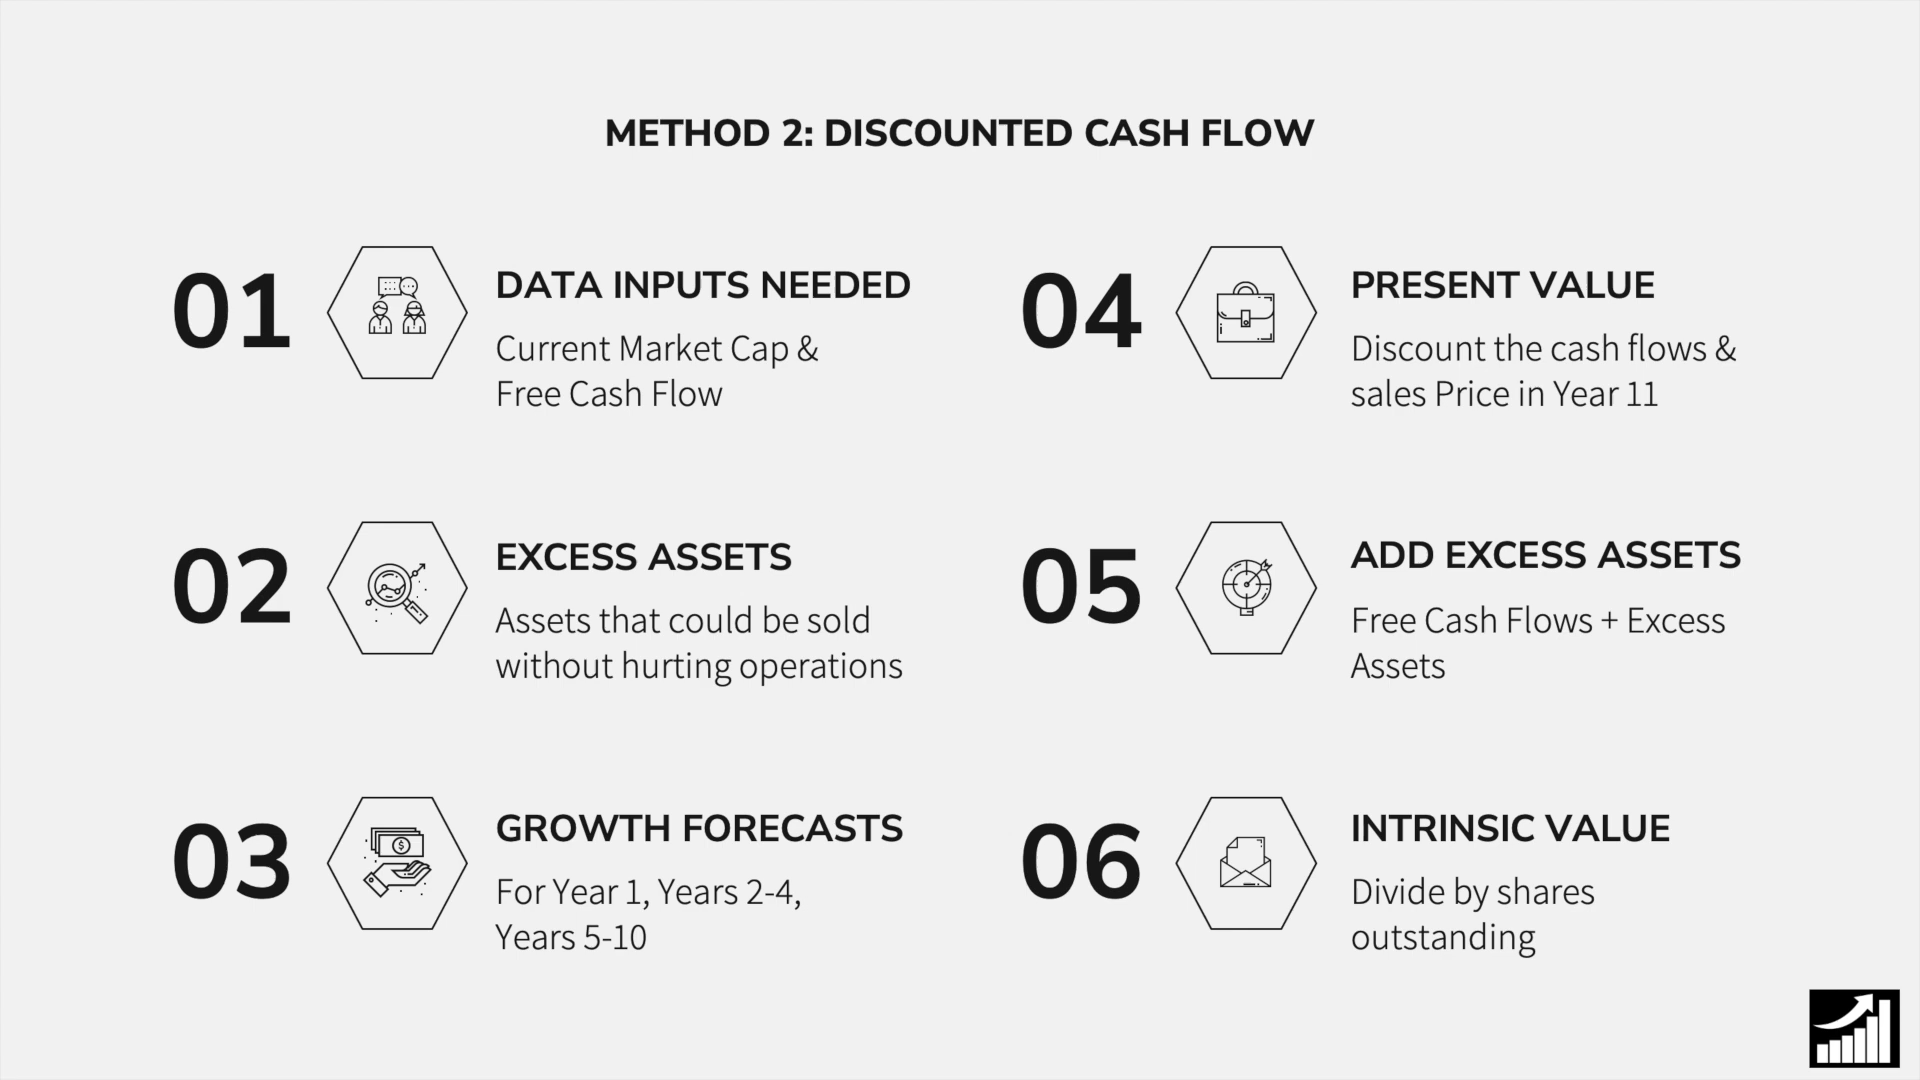 METHOD 2: DISCOUNTED CASH FLOW
01
DATA INPUTS NEEDED
Current Market Cap &
Free Cash Flow
02
EXCESS ASSETS
Assets that could be sold
without hurting operations
03
GROWTH FORECASTS
For Year 1, Years 2-4,
Years 5-10
04
PRESENT VALUE
Discount the cash flows &
sales Price in Year 11
05
ADD EXCESS ASSETS
Free Cash Flows + Excess
Assets
06
INTRINSIC VALUE
Divide by shares
outstanding